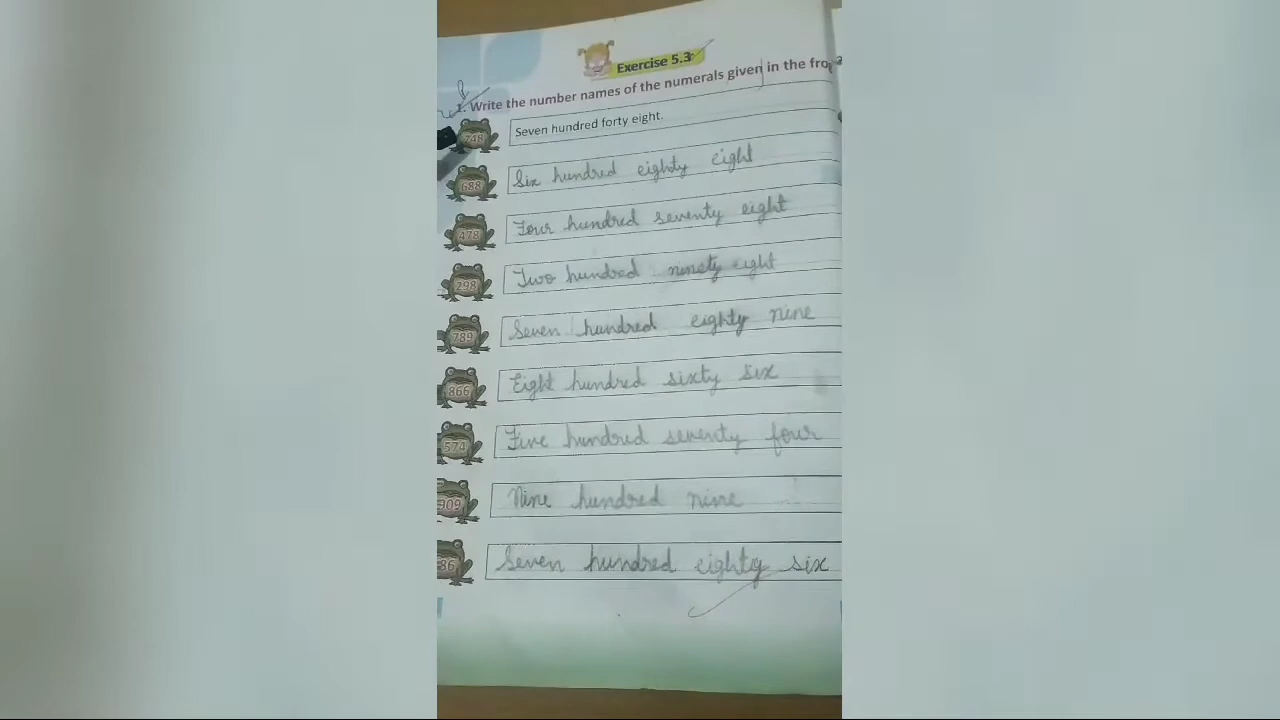 Exercise 5.3
1. Write the number names of the numerals given in the fro
748 Seven hundred forty eight.
688 Six hundred eighty eight
478 Four hundred seventy eight
298 Two hundred ninety eight
789 Seven hundred eighty nine
866 Eight hundred sixty six
574 Five hundred seventy four
909 Nine hundred nine
86 Seven hundred eighty six